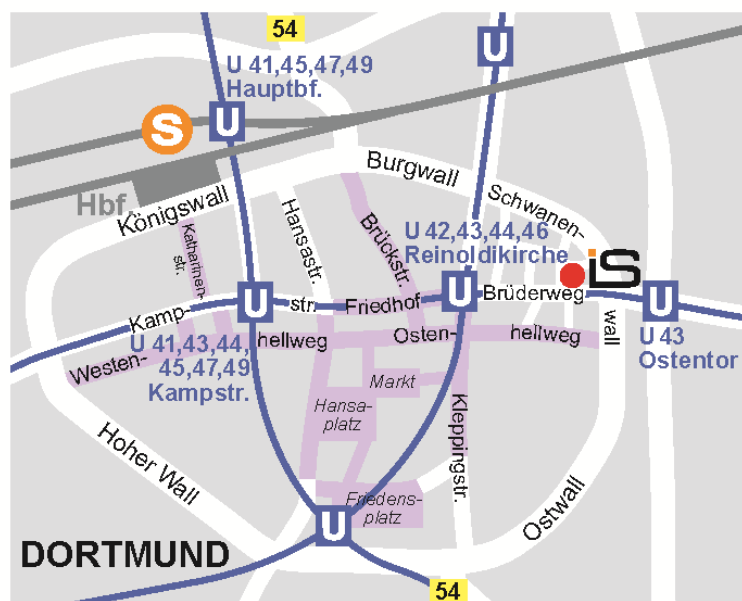 54
U
U 41,45,47,49
Hauptbf.
U
S
Hbf
Königswall
Burgwall
Schwanen-
wall
Katharinen-
str.
Hansastr.
Brückstr.
U 42,43,44,46
Reinoldikirche
iS
Kamp-
U
str.
Friedhof
U
Brüderweg
U
U 43
Ostentor
Westen-
hellweg
Osten-
hellweg
U 41,43,44,
45,47,49
Kampstr.
Markt
Hansa-
platz
Kleppingstr.
Hoher Wall
Friedens-
platz
Ostwall
U
DORTMUND
54